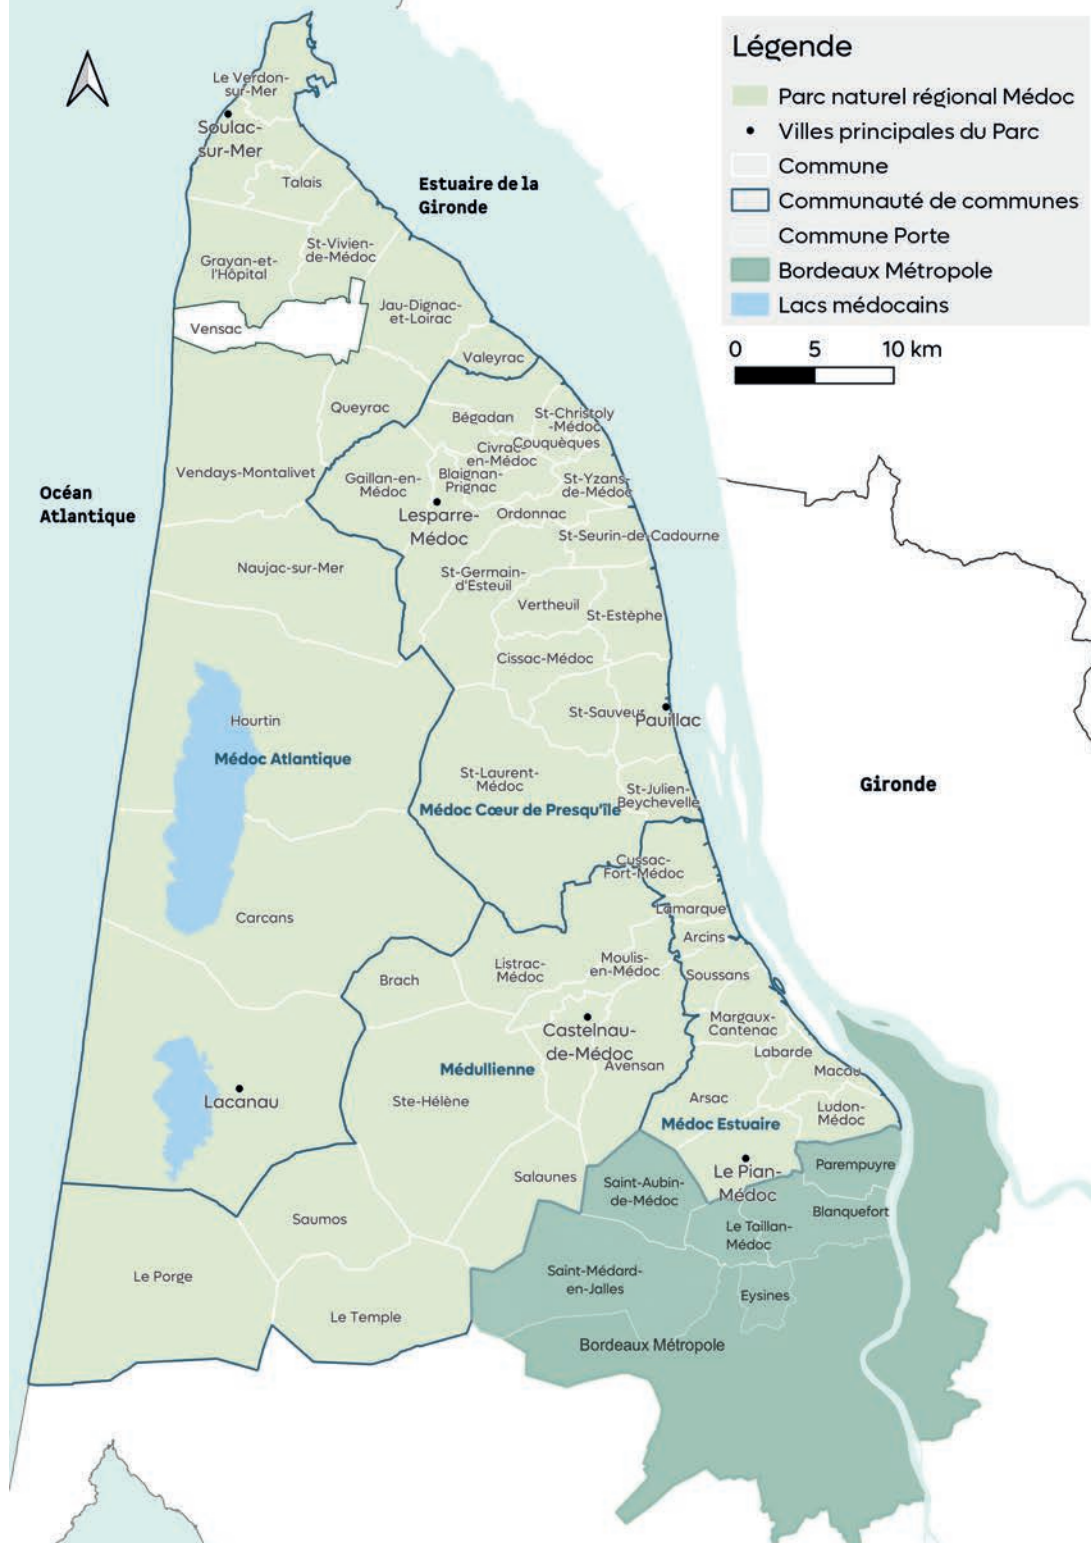 Légende
Parc naturel régional Médoc
Villes principales du Parc
Commune
Communauté de communes
Commune Porte
Bordeaux Métropole
Lacs médocains
0 5 10 km
Le Verdon-
sur-Mer
Soulac-
sur-Mer
Talais
Estuaire de la
Gironde
St-Vivien-
de-Médoc
Grayan-et-
l'Hôpital
Jau-Dignac-
et-Loirac
Vensac
Valeyrac
Queyrac
Bégadan
St-Christoly
-Médoc
Couquèques
Civrac-
en-Médoc
Vendays-Montalivet
Gaillan-en-
Médoc
Blaignan-
Prignac
St-Yzans-
de-Médoc
Océan
Atlantique
Lesparre-
Médoc
Ordonnac
St-Seurin-de-Cadourne
Naujac-sur-Mer
St-Germain-
d'Esteuil
Vertheuil
St-Estèphe
Cissac-Médoc
Hourtin
St-Sauveur
Pauillac
Médoc Atlantique
St-Laurent-
Médoc
Gironde
St-Julien-
Beychevelle
Médoc Cœur de Presqu'île
Cussac-
Fort-Médoc
Lamarque
Carcans
Arcins
Listrac-
Médoc
Moulis-
en-Médoc
Brach
Soussans
Margaux-
Cantenac
Castelnau-
de-Médoc
Labarde
Avensan
Médullienne
Macau
Lacanau
Ste-Hélène
Arsac
Ludon-
Médoc
Médoc Estuaire
Le Pian-
Médoc
Parempuyre
Salaunes
Saint-Aubin-
de-Médoc
Blanquefort
Saumos
Le Taillan-
Médoc
Le Porge
Saint-Médard-
en-Jalles
Eysines
Le Temple
Bordeaux Métropole